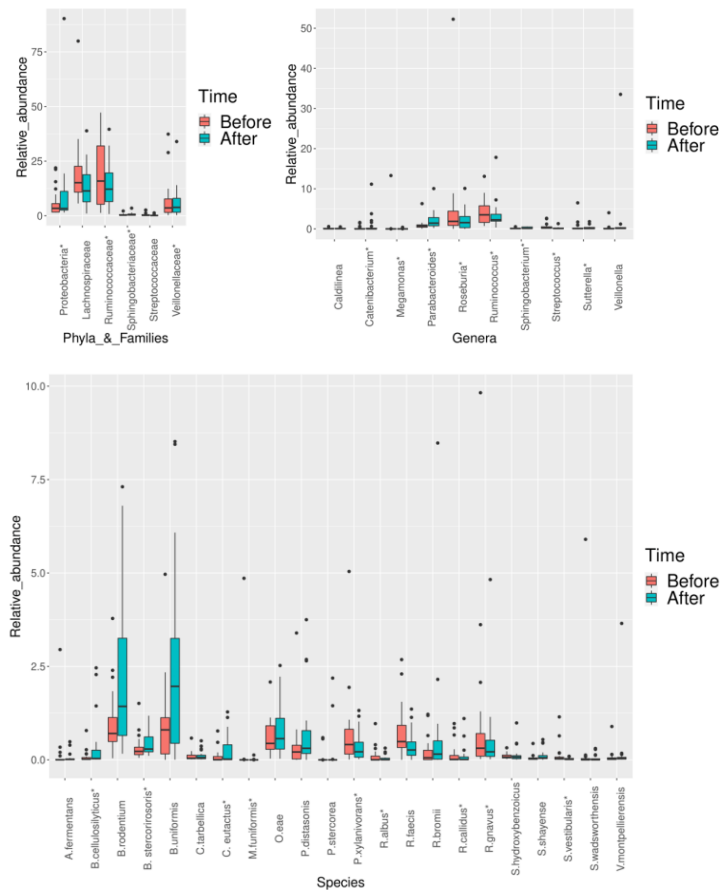 Relative_abundance
75
50
25
0
Proteobacteria*
Lachnospiraceae
Ruminococcaceae*
Sphingobacteriaceae*
Streptococcaceae
Veillonellaceae*
Phyla_&_Families
Time
Before
After
Relative_abundance
50
40
30
20
10
0
Caldilinea
Catenibacterium*
Megamonas*
Parabacteroides*
Roseburia*
Ruminococcus*
Sphingobacterium*
Streptococcus*
Sutterella*
Veillonella
Genera
Time
Before
After
Relative_abundance
10.0
7.5
5.0
2.5
0.0
A.fermentans
B.cellulosilyticus*
B.rodentium
B. stercorirosoris*
B.uniformis
C.tarbellica
C. eutactus*
M.funiformis*
O.eae
P.distasonis
P.stercorea
P.xylanivorans*
R.albus*
R.faecis
R.bromii
R.callidus*
R.gnavus*
S.hydroxybenzoicus
S.shayense
S.vestibularis*
S.wadsworthensis
V.montpellierensis
Species
Time
Before
After